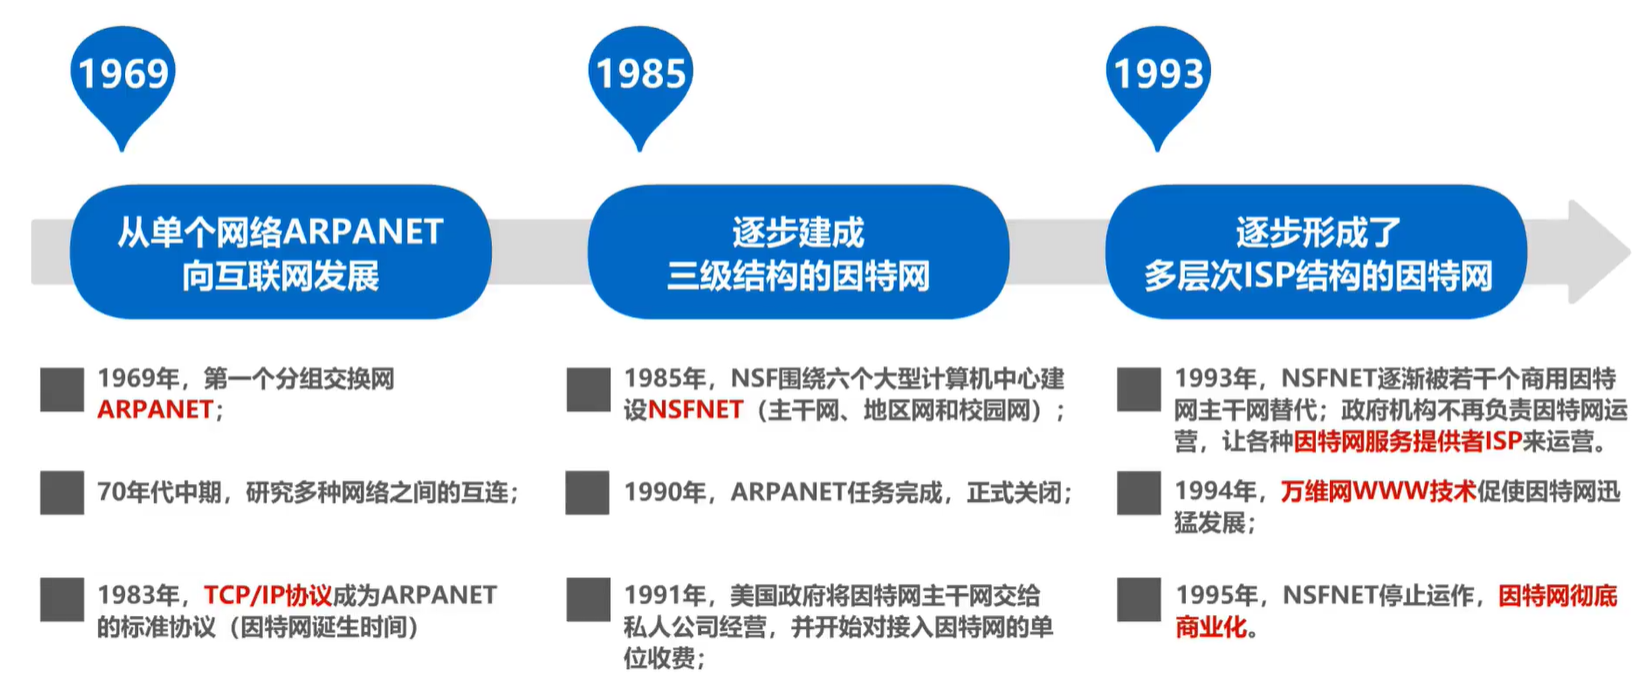 1969
1985
1993
从单个网络ARPANET
向互联网发展
逐步建成
三级结构的因特网
逐步形成了
多层次ISP结构的因特网
1969年，第一个分组交换网
ARPANET；
70年代中期，研究多种网络之间的互连；
1983年，TCP/IP协议成为ARPANET
的标准协议（因特网诞生时间）
1985年，NSF围绕六个大型计算机中心建
设NSFNET（主干网、地区网和校园网）；
1990年，ARPANET任务完成，正式关闭；
1991年，美国政府将因特网主干网交给
私人公司经营，并开始对接入因特网的单
位收费；
1993年，NSFNET逐渐被若干个商用因特
网主干网替代；政府机构不再负责因特网运
营，让各种因特网服务提供者ISP来运营。
1994年，万维网WWW技术促使因特网迅
猛发展；
1995年，NSFNET停止运作，因特网彻底
商业化。